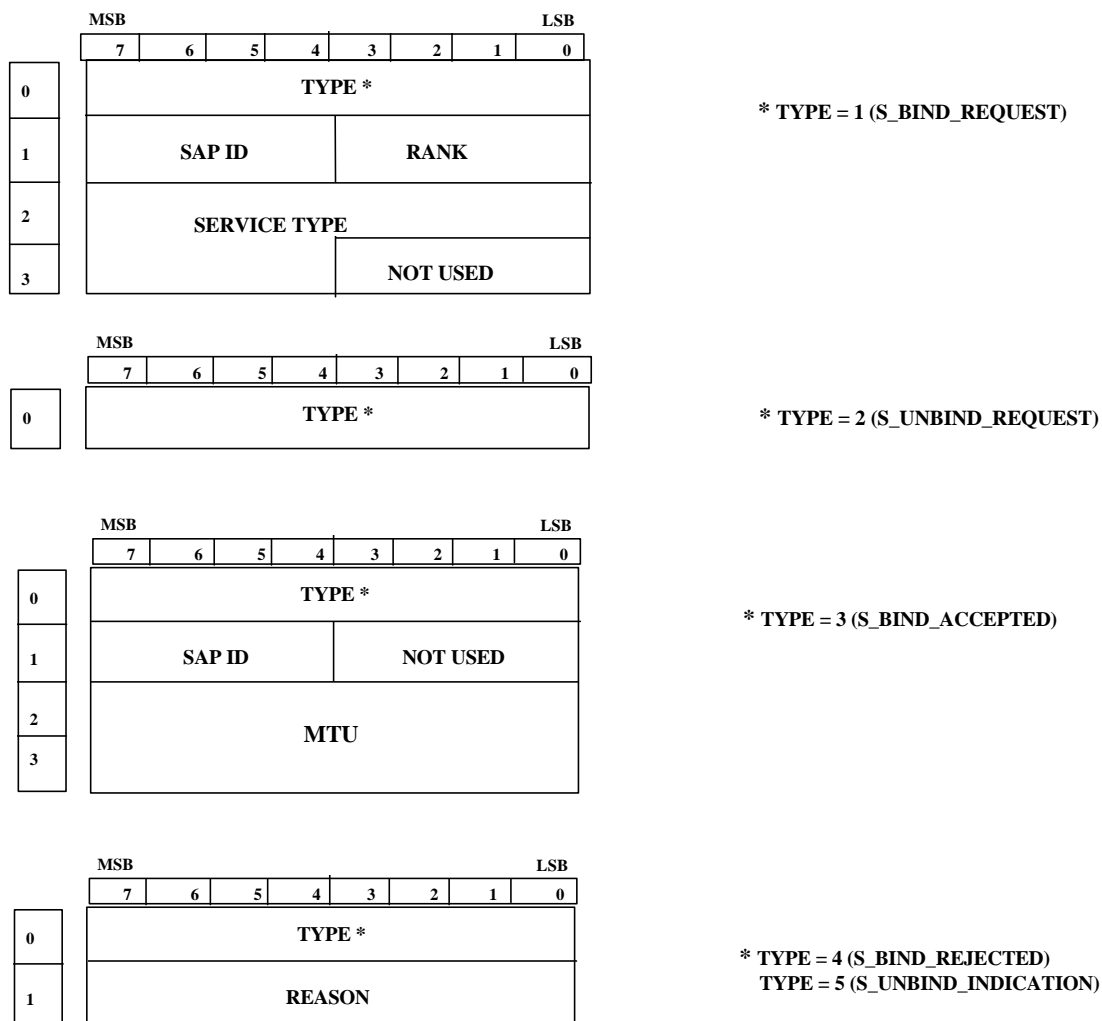 MSB LSB
7 6 5 4 3 2 1 0
0 TYPE *
* TYPE = 1 (S_BIND_REQUEST)
1 SAP ID RANK
2 SERVICE TYPE
3 NOT USED
MSB LSB
7 6 5 4 3 2 1 0
0 TYPE *
* TYPE = 2 (S_UNBIND_REQUEST)
MSB LSB
7 6 5 4 3 2 1 0
0 TYPE *
* TYPE = 3 (S_BIND_ACCEPTED)
1 SAP ID NOT USED
2
MTU
3
MSB LSB
7 6 5 4 3 2 1 0
0 TYPE *
* TYPE = 4 (S_BIND_REJECTED)
TYPE = 5 (S_UNBIND_INDICATION)
1 REASON